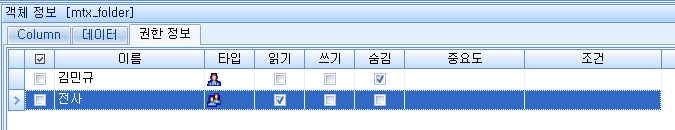 객체 정보 [mtx_folder]
Column 데이터 권한 정보
이름 타입 읽기 쓰기 숨김 중요도 조건
김민규
전사